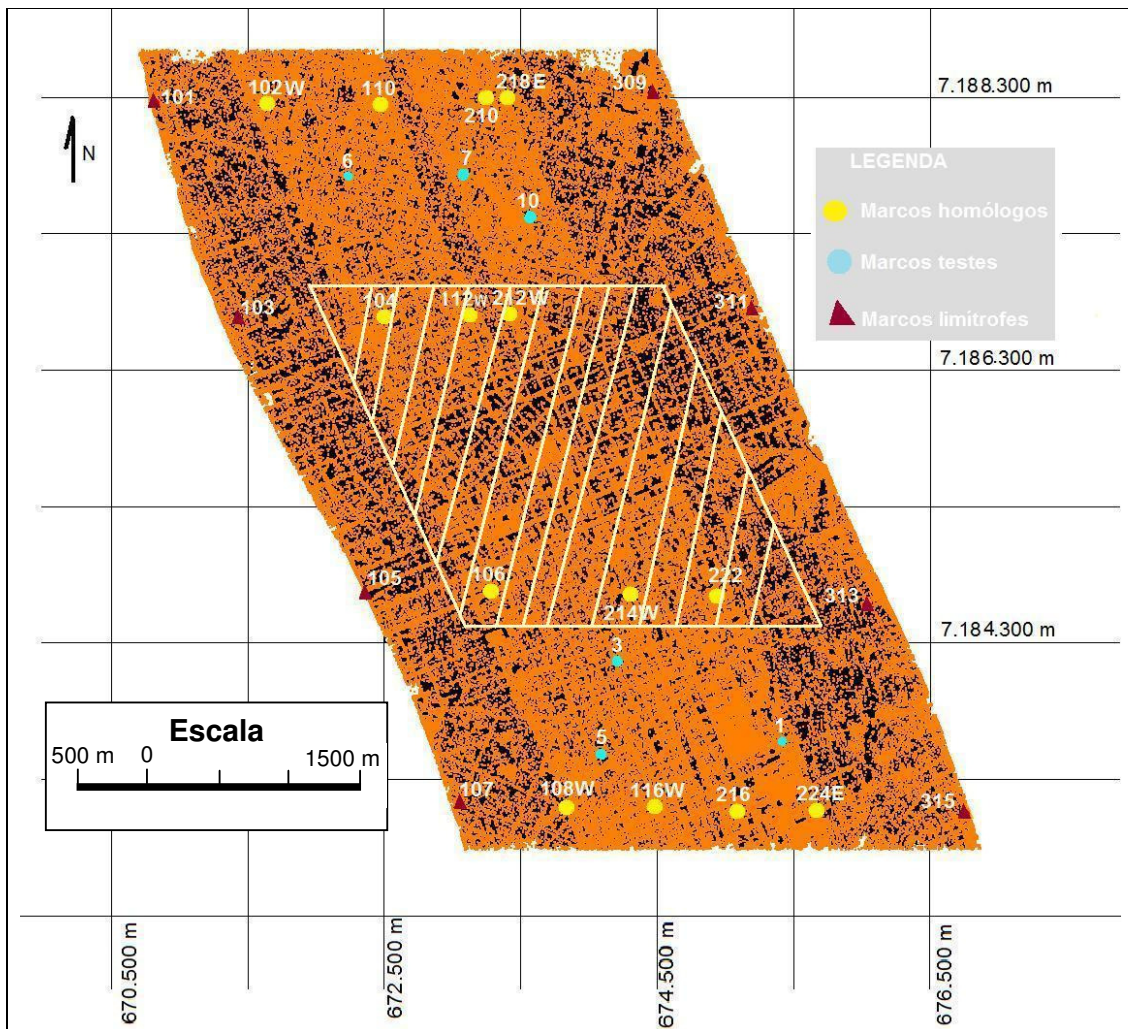 218E
309
7.188.300 m
101
102W
110
210
N
6
7
LEGENDA
10
Marcos homólogos
Marcos testes
Marcos limítrofes
103
104
112W
212W
311
7.186.300 m
105
106
214W
222
313
7.184.300 m
3
Escala
500 m 0 1500 m
1
5
107
108W
116W
216
224E
315
670.500 m
672.500 m
674.500 m
676.500 m